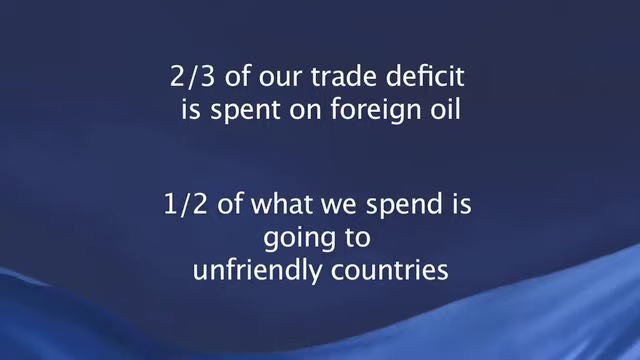 2/3 of our trade deficit
is spent on foreign oil
1/2 of what we spend is
going to
unfriendly countries